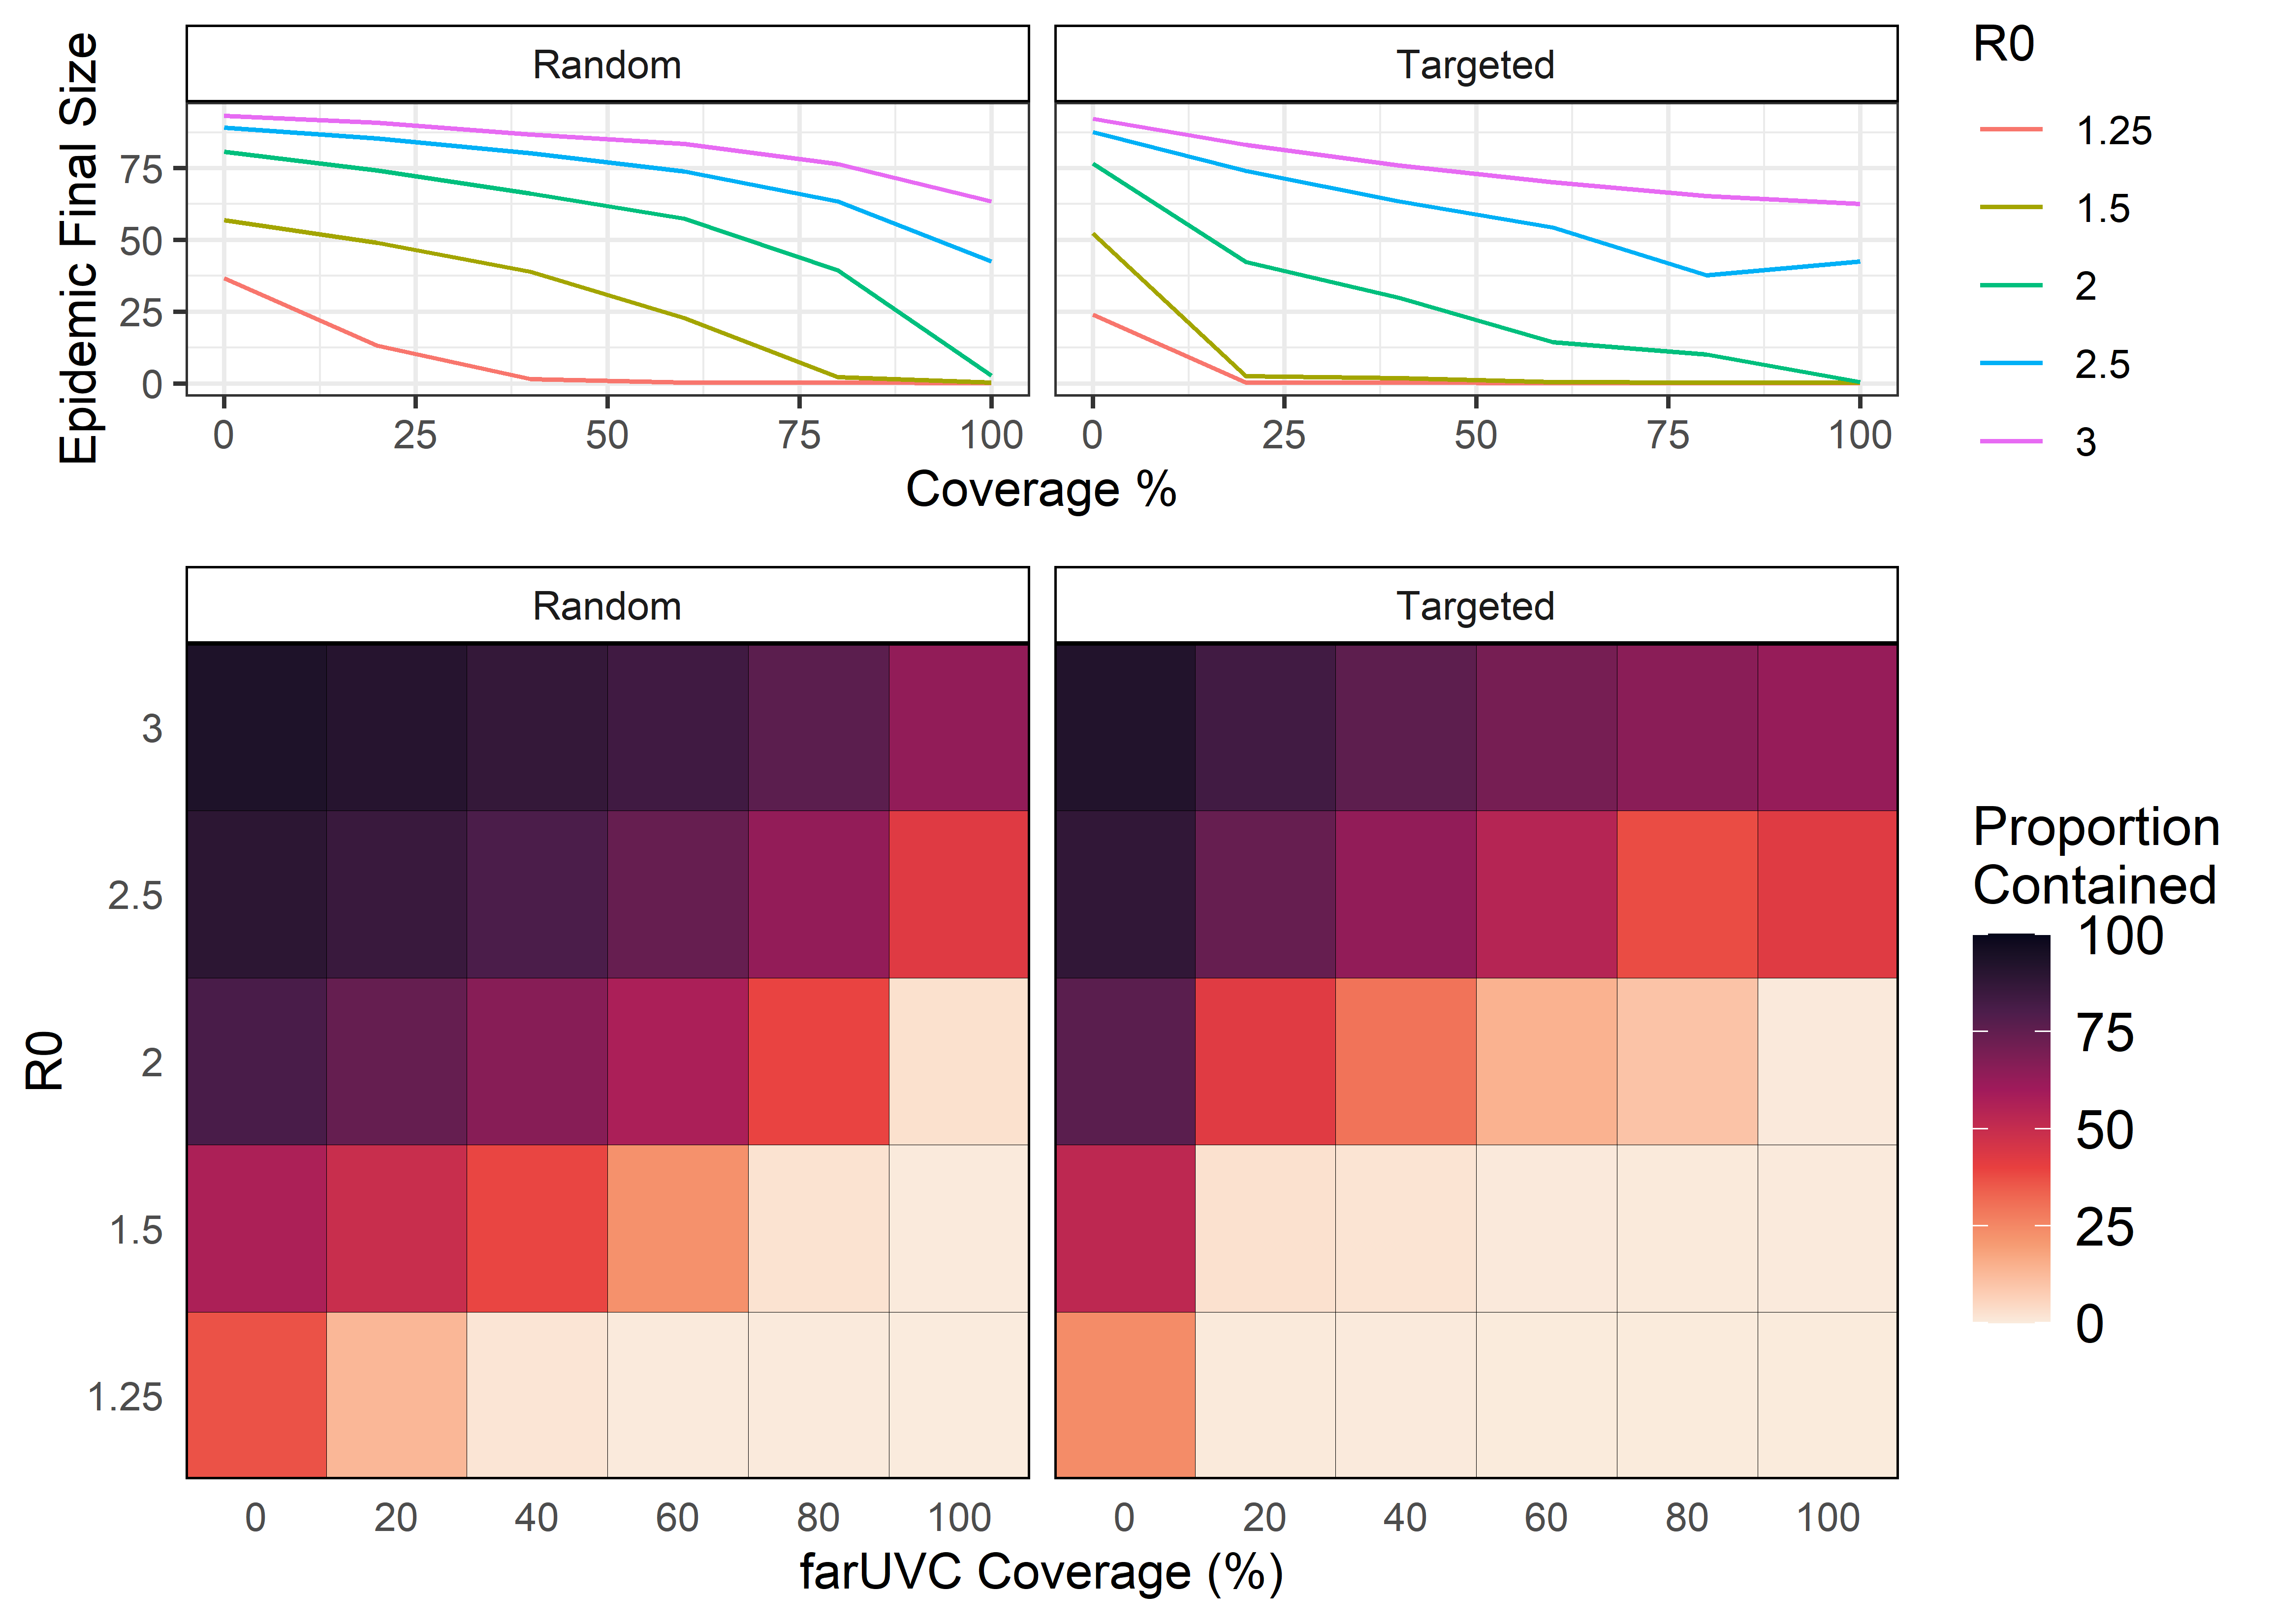 Random
Targeted
Epidemic Final Size
75
50
25
0
0 25 50 75 100
0 25 50 75 100
Coverage %
R0
1.25
1.5
2
2.5
3
Random
Targeted
R0
3
2.5
2
1.5
1.25
0 20 40 60 80 100
0 20 40 60 80 100
farUVC Coverage (%)
Proportion
Contained
100
75
50
25
0